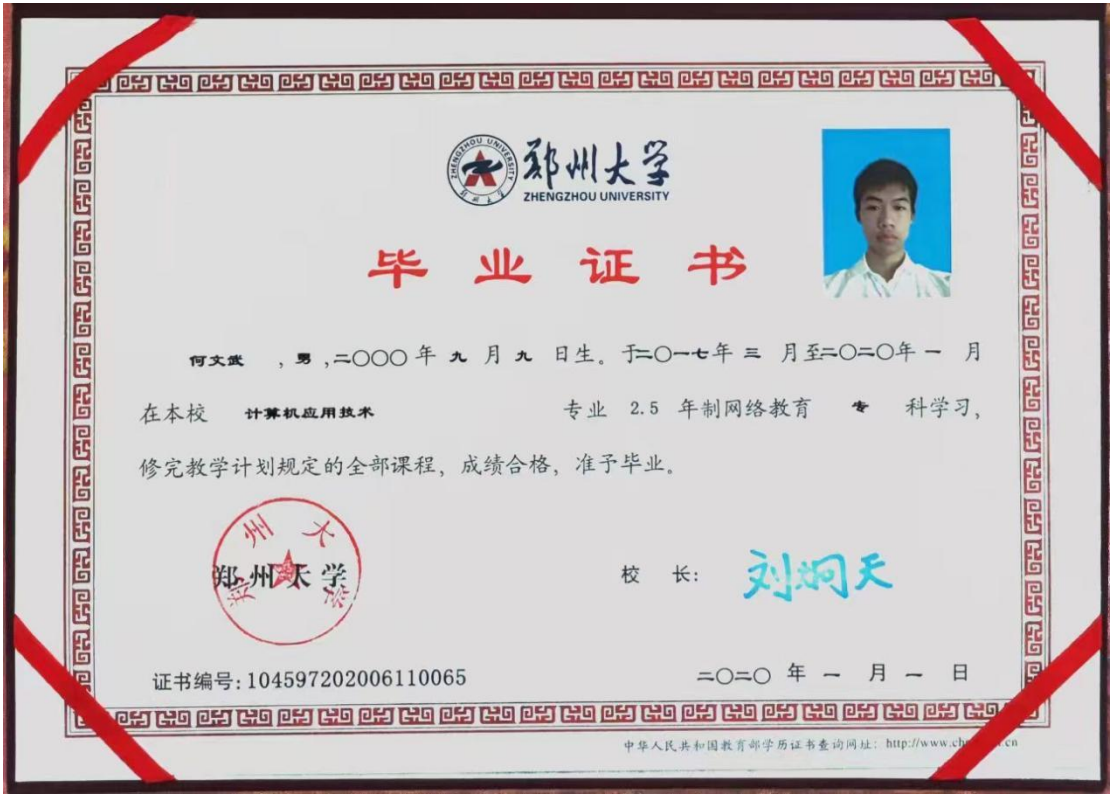 郑州大学
ZHENGZHOU UNIVERSITY
毕业证书
何文武 ,男,二〇〇〇年九月九日生。于二〇一七年三月至二〇二〇年一月
在本校 计算机应用技术 专业 2.5 年制网络教育 专 科学习,
修完教学计划规定的全部课程,成绩合格,准予毕业。
郑州大学
郑州大学
校 长: 刘炯天
证书编号:104597202006110065
二〇二〇年一月一日
中华人民共和国教育部学历证书查询网址: http://www.ch